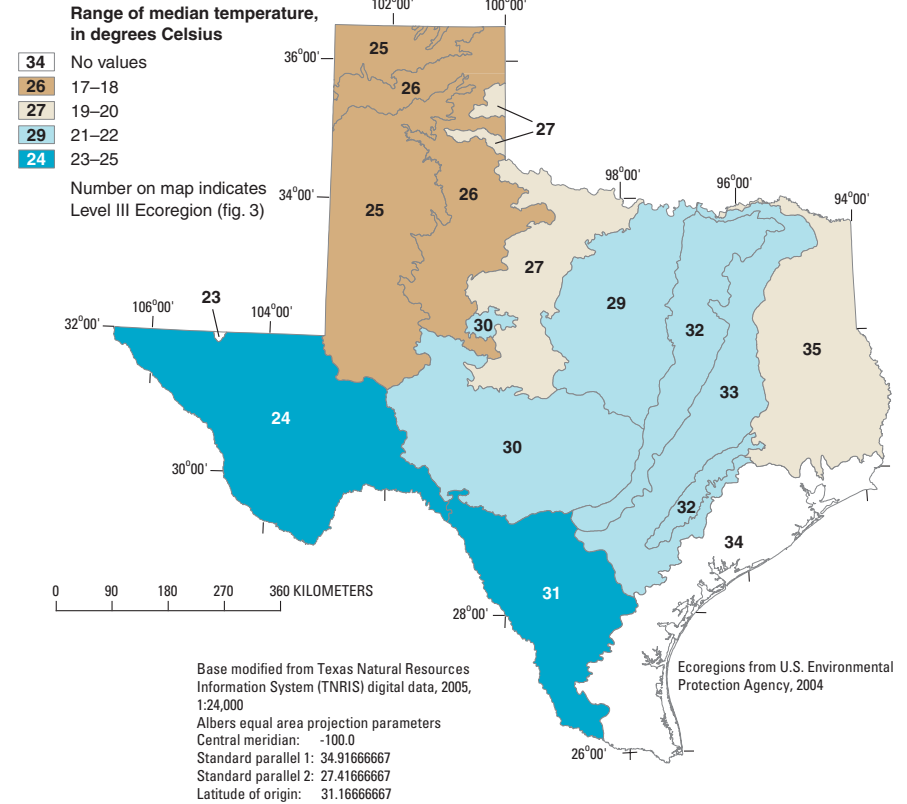 Range of median temperature,
in degrees Celsius
34 No values
26 17–18
27 19–20
29 21–22
24 23–25
Number on map indicates
Level III Ecoregion (fig. 3)
102°00'
100°00'
36°00'
25
26
27
98°00'
96°00'
94°00'
34°00'
25
26
27
106°00'
23
104°00'
32°00'
30
29
32
35
33
24
30
30°00'
32
34
0 90 180 270 360 KILOMETERS
31
28°00'
Base modified from Texas Natural Resources
Information System (TNRIS) digital data, 2005,
1:24,000
Albers equal area projection parameters
Central meridian: -100.0
Standard parallel 1: 34.91666667
Standard parallel 2: 27.41666667
Latitude of origin: 31.16666667
Ecoregions from U.S. Environmental
Protection Agency, 2004
26°00'